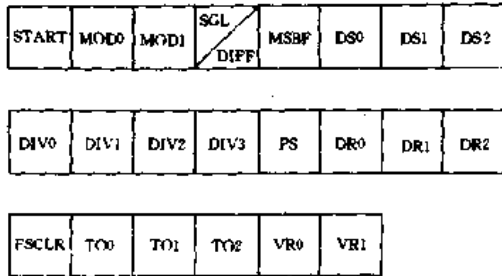 START MOD0 MOD1 SGL DIFF MSBF DS0 DS1 DS2
DIV0 DIV1 DIV2 DIV3 PS DR0 DR1 DR2
FSCLR TO0 TO1 TO2 VR0 VR1